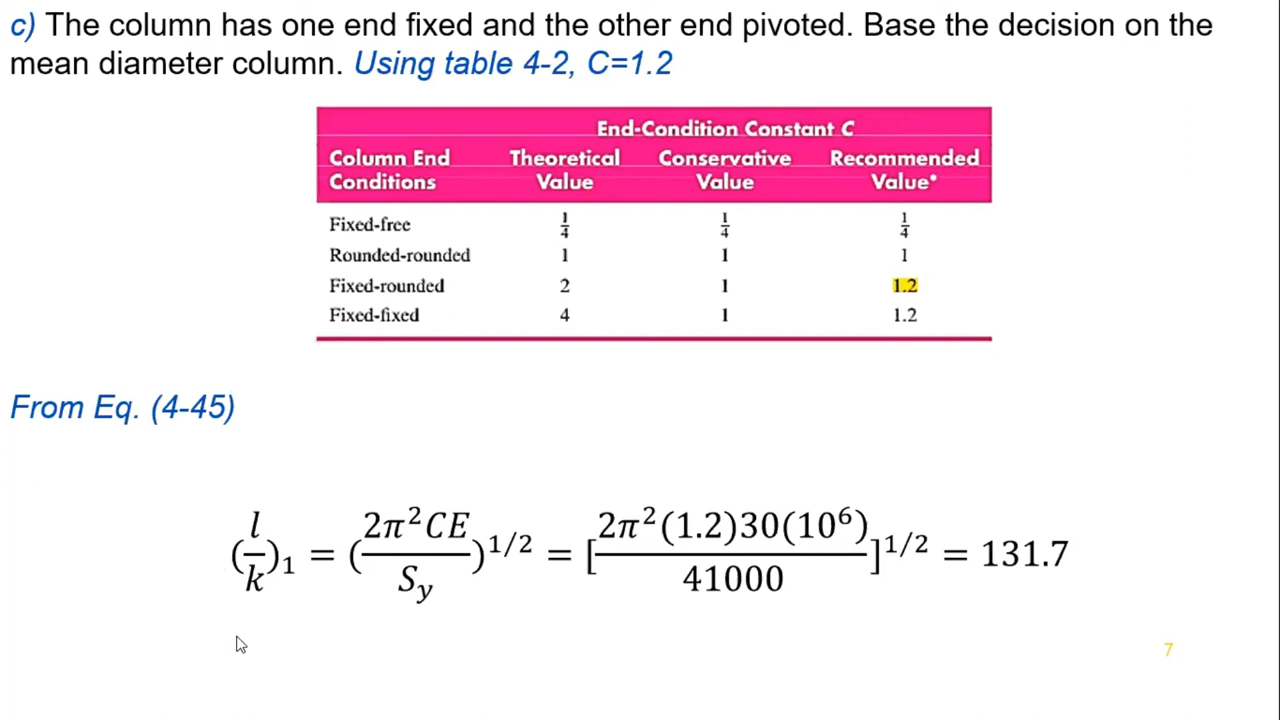 c) The column has one end fixed and the other end pivoted. Base the decision on the
mean diameter column. Using table 4-2, C=1.2
End-Condition Constant C
Column End Theoretical Conservative Recommended
Conditions Value Value Value*
Fixed-free 1/4 1/4 1/4
Rounded-rounded 1 1 1
Fixed-rounded 2 1 1.2
Fixed-fixed 4 1 1.2
From Eq. (4-45)
(l/k)₁ = (2π²CE/S_y)^1/2 = [2π²(1.2)30(10⁶)/41000]^1/2 = 131.7
7